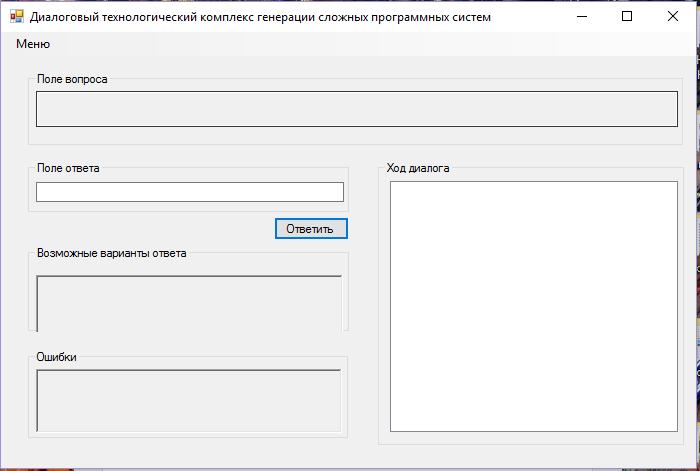 Диалоговый технологический комплекс генерации сложных программных систем
Меню
Поле вопроса
Поле ответа
Ответить
Возможные варианты ответа
Ошибки
Ход диалога